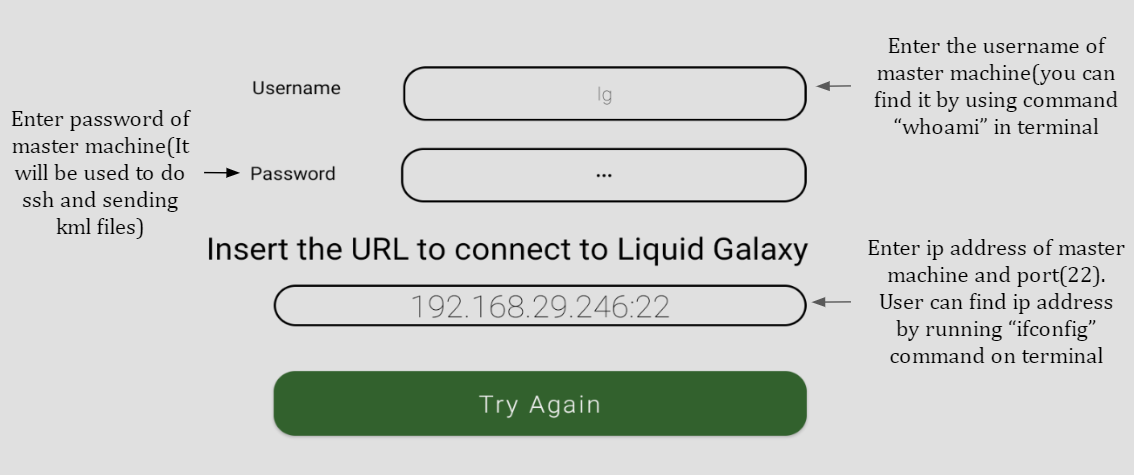 Enter the username of
master machine(you can
find it by using command
“whoami” in terminal
Username
lg
Enter password of
master machine(It
will be used to do
ssh and sending
kml files)
Password
•••
Insert the URL to connect to Liquid Galaxy
192.168.29.246:22
Enter ip address of master
machine and port(22).
User can find ip address
by running “ifconfig”
command on terminal
Try Again